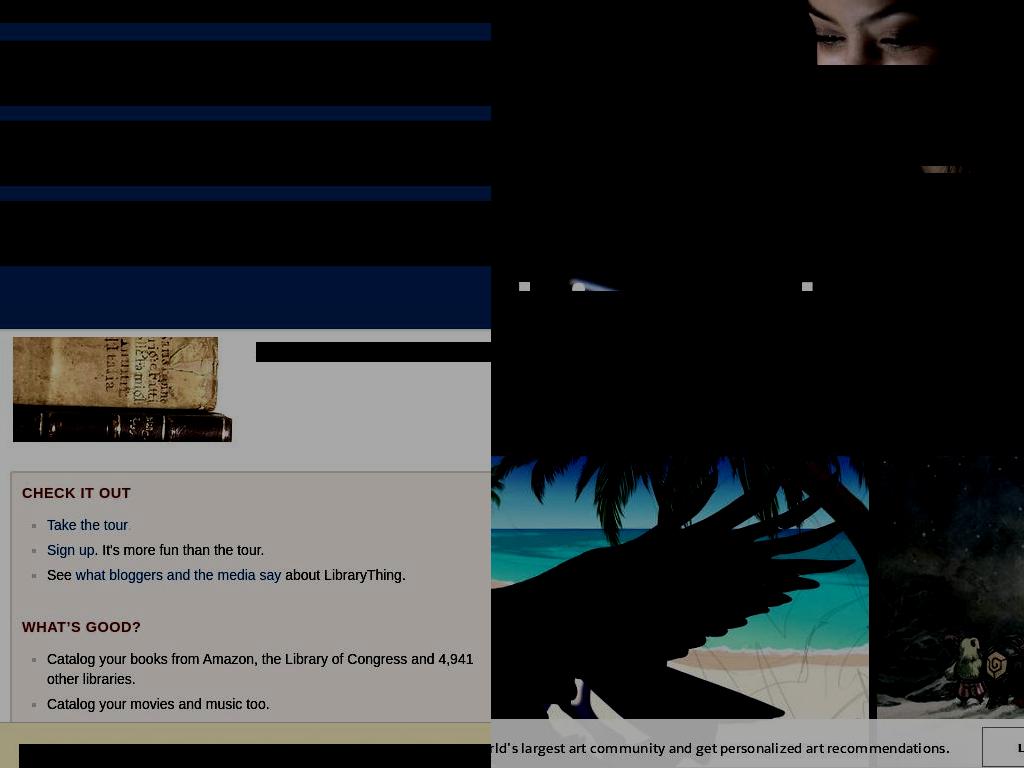 CHECK IT OUT
Take the tour
Sign up. It's more fun than the tour.
See what bloggers and the media say about LibraryThing.
WHAT'S GOOD?
Catalog your books from Amazon, the Library of Congress and 4,941
other libraries.
Catalog your movies and music too.
largest art community and get personalized art recommendations.